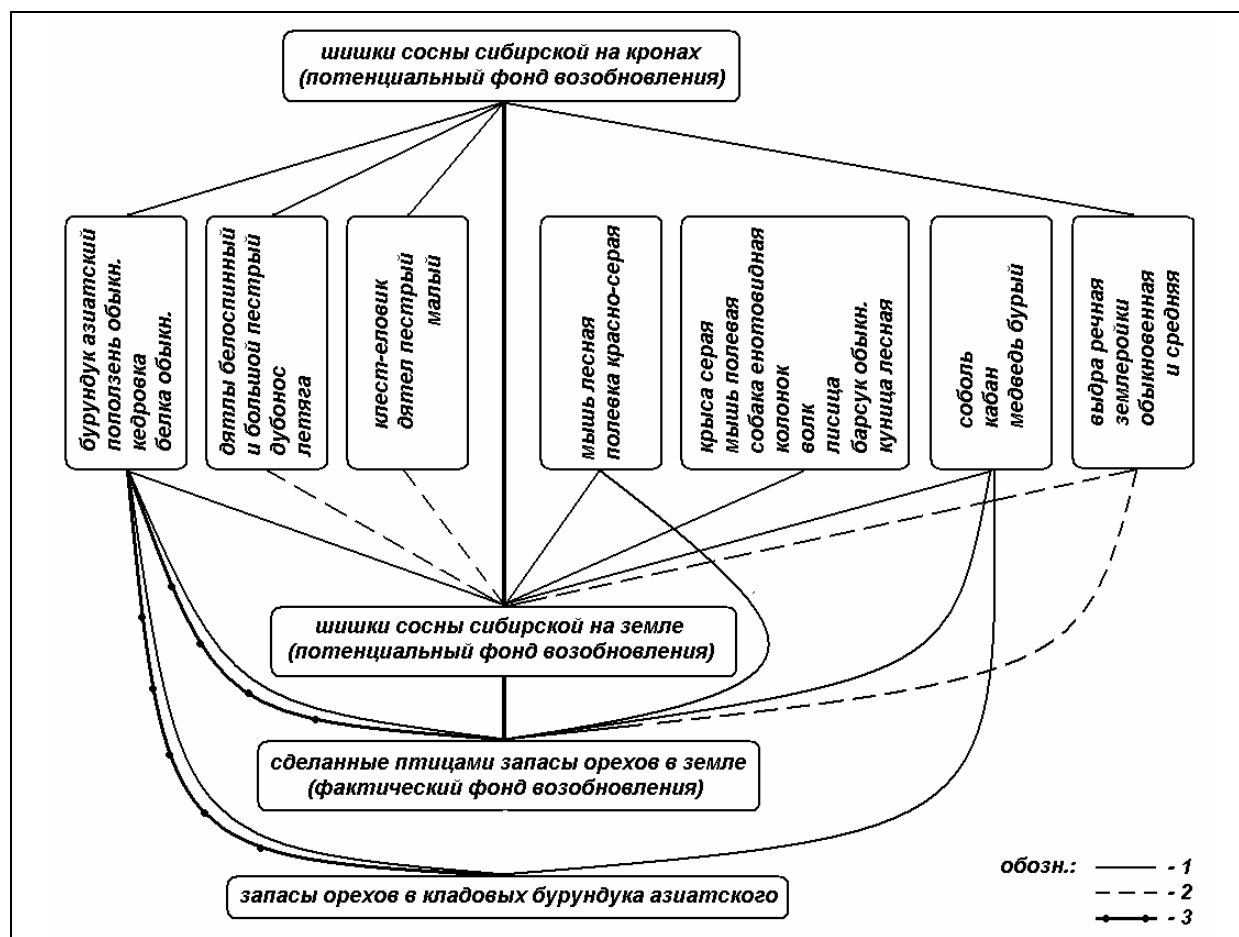 шишки сосны сибирской на кронах
(потенциальный фонд возобновления)
бурундук азиатский
поползень обыкн.
кедровка
белка обыкн.
дятлы белоспинный
и большой пестрый
дубонос
летяга
клест-еловик
дятел пестрый
малый
мышь лесная
полевка красно-серая
крыса серая
мышь полевая
собака енотовидная
колонок
волк
лисица
барсук обыкн.
куница лесная
соболь
кабан
медведь бурый
выдра речная
землеройки
обыкновенная
и средняя
шишки сосны сибирской на земле
(потенциальный фонд возобновления)
сделанные птицами запасы орехов в земле
(фактический фонд возобновления)
запасы орехов в кладовых бурундука азиатского
обозн.: - 1
- 2
- 3